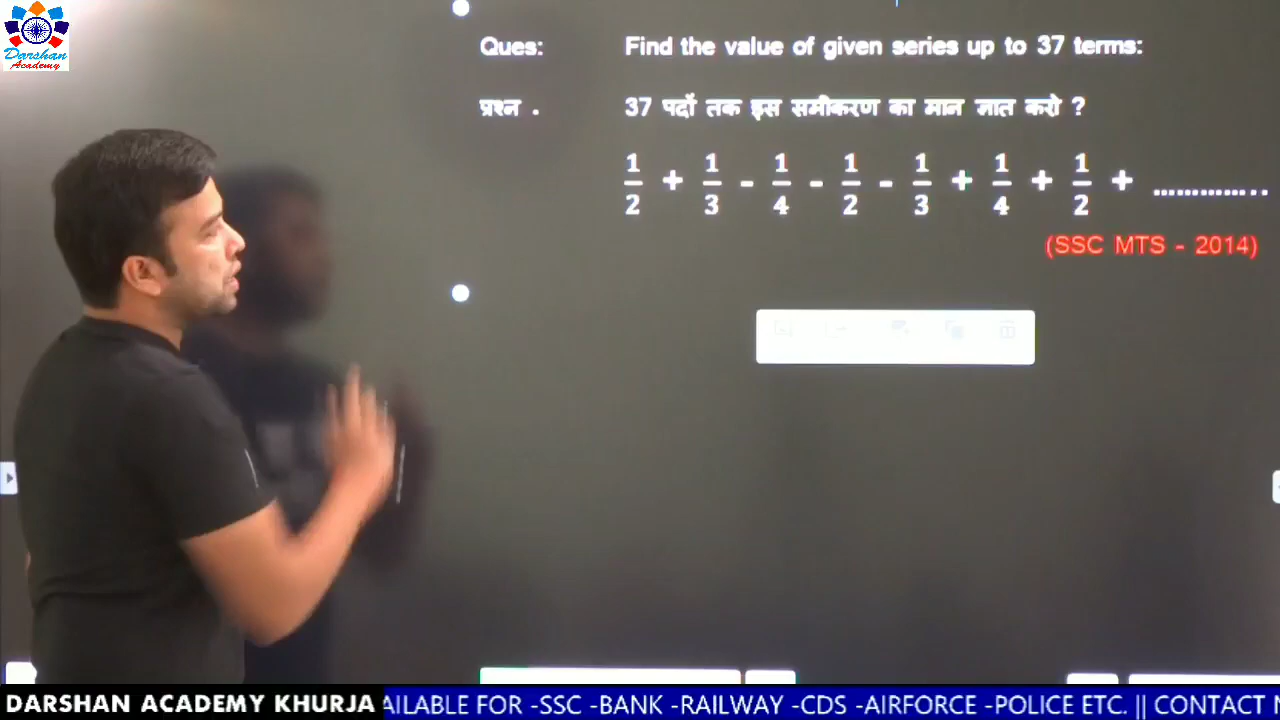 Darshan
Academy
Ques: Find the value of given series up to 37 terms:
प्रश्न . 37 पदों तक इस समीकरण का मान ज्ञात करो ?
1/2 + 1/3 - 1/4 - 1/2 - 1/3 + 1/4 + 1/2 + ..............
(SSC MTS - 2014)
DARSHAN ACADEMY KHURJA AILABLE FOR -SSC -BANK -RAILWAY -CDS -AIRFORCE -POLICE ETC. || CONTACT